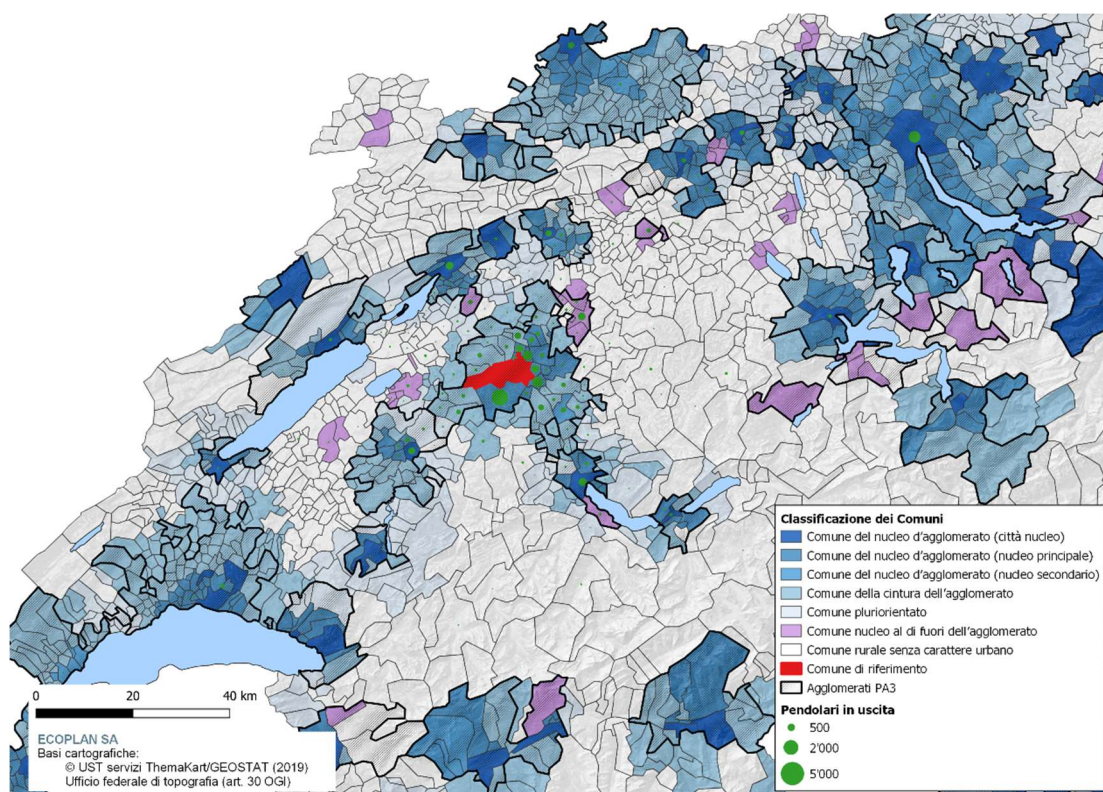 Classificazione dei Comuni
Comune del nucleo d'agglomerato (città nucleo)
Comune del nucleo d'agglomerato (nucleo principale)
Comune del nucleo d'agglomerato (nucleo secondario)
Comune della cintura dell'agglomerato
Comune pluriorientato
Comune nucleo al di fuori dell'agglomerato
Comune rurale senza carattere urbano
Comune di riferimento
Agglomerati PA3
Pendolari in uscita
500
2'000
5'000
0 20 40 km
ECOPLAN SA
Basi cartografiche:
© UST servizi ThemaKart/GEOSTAT (2019)
Ufficio federale di topografia (art. 30 OGI)